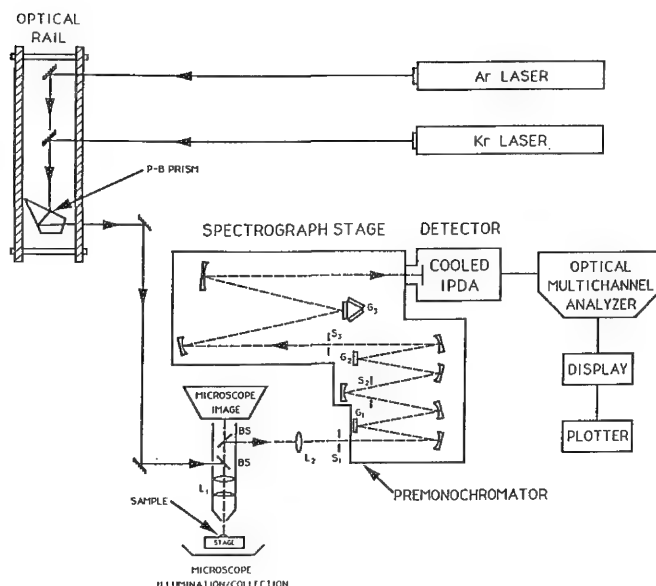 OPTICAL
RAIL
Ar LASER
Kr LASER
P-B PRISM
SPECTROGRAPH STAGE
DETECTOR
COOLED
IPDA
OPTICAL
MULTICHANNEL
ANALYZER
G3
S3
G2
S2
G1
DISPLAY
PLOTTER
MICROSCOPE
IMAGE
BS
BS
L2
S1
L1
PREMONOCHROMATOR
SAMPLE
STAGE
MICROSCOPE
ILLUMINATION/COLLECTION